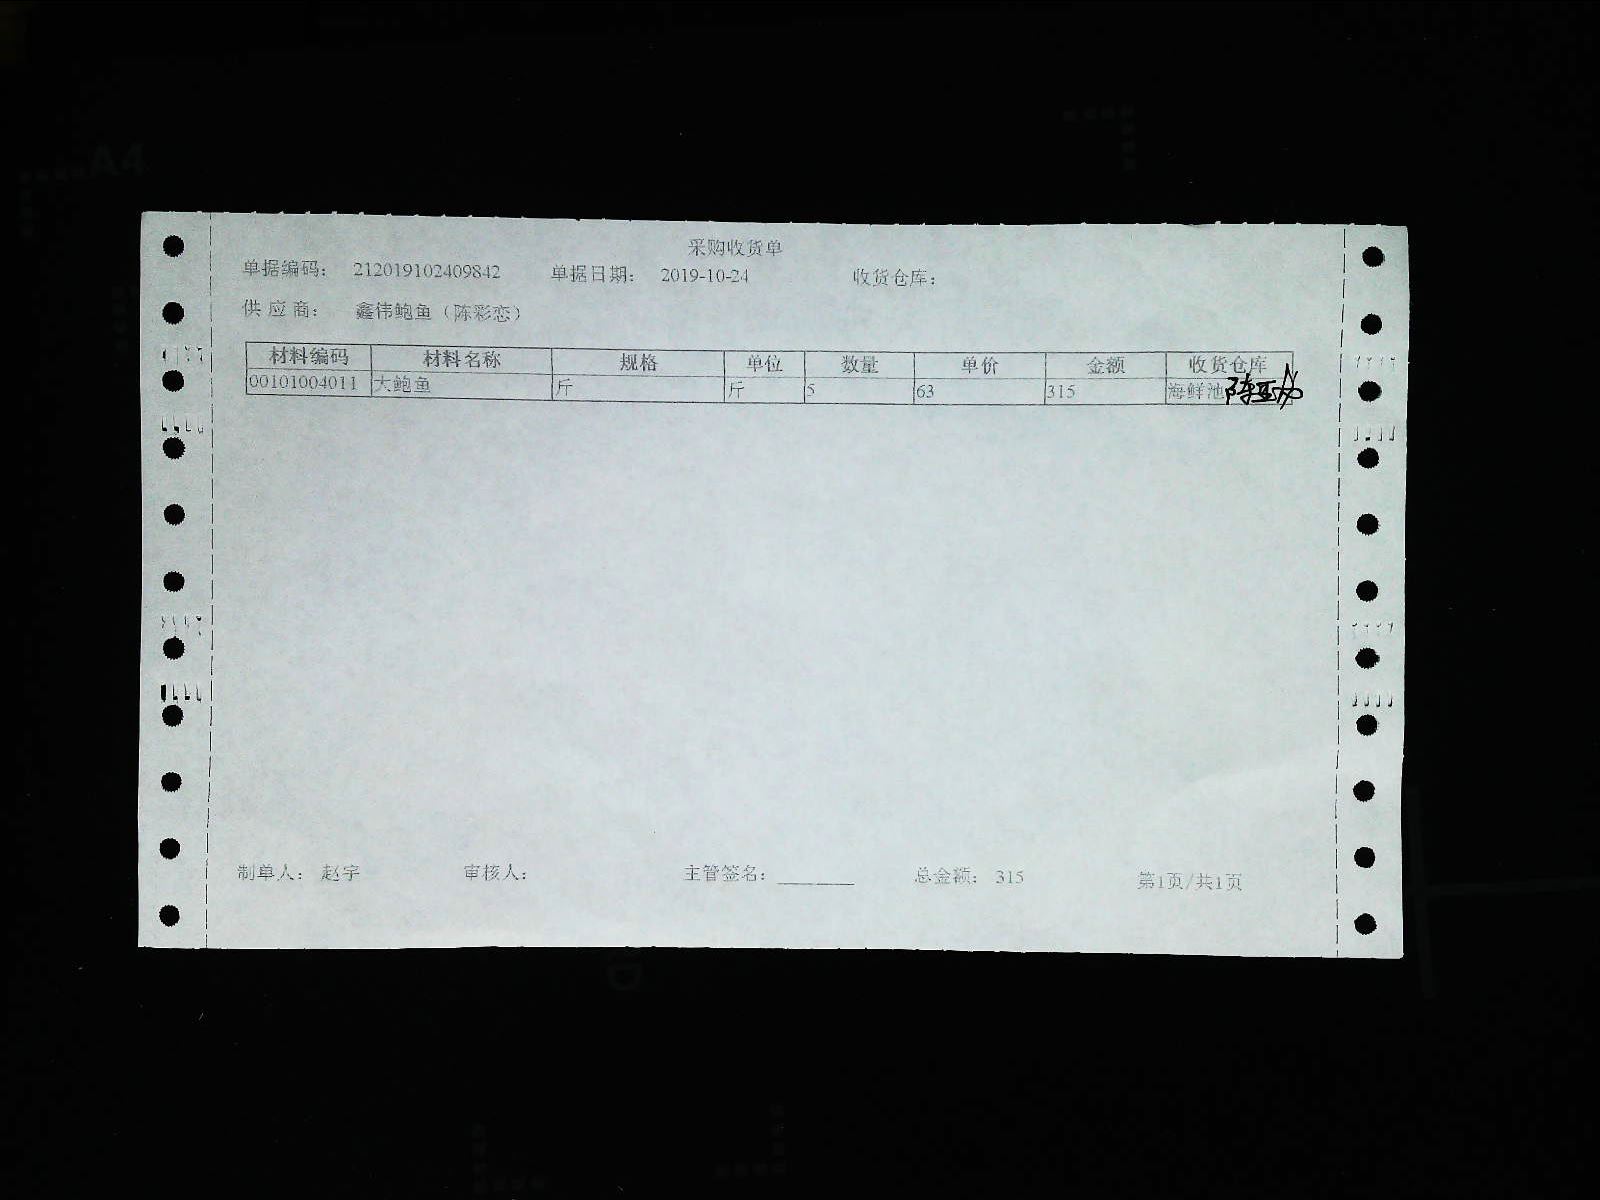 采购收货单
单据编码: 212019102409842 单据日期: 2019-10-24 收货仓库:
供应商: 鑫伟鲍鱼(陈彩恋)
材料编码 材料名称 规格 单位 数量 单价 金额 收货仓库
00101004011 大鲍鱼 斤 斤 5 63 315 海鲜池
制单人: 赵宇 审核人: 主管签名: ________ 总金额: 315 第1页/共1页
A4